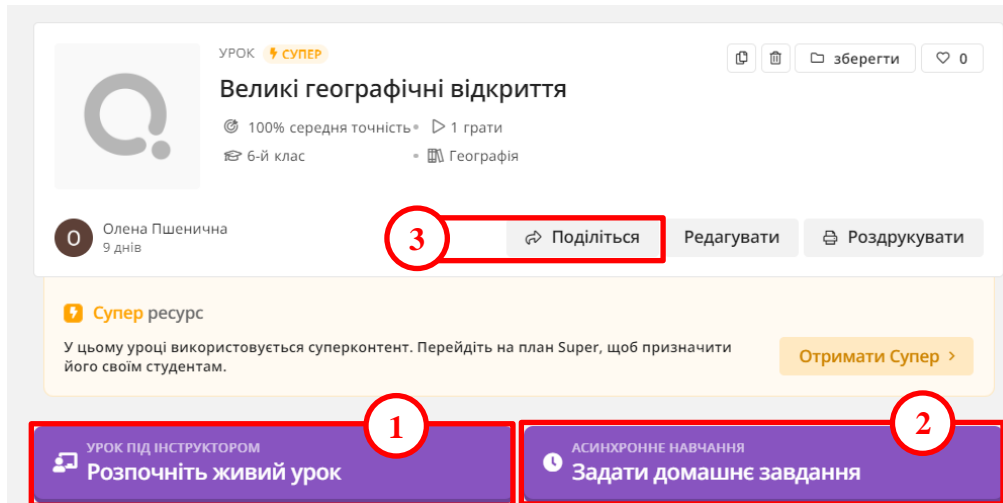 УРОК СУПЕР
зберегти 0
Великі географічні відкриття
100% середня точність 1 грати
6-й клас Географія
О Олена Пшенична
9 днів
3
Поділіться Редагувати Роздрукувати
Супер ресурс
У цьому уроці використовується суперконтент. Перейдіть на план Super, щоб призначити
його своїм студентам.
Отримати Супер >
1
2
УРОК ПІД ІНСТРУКТОРОМ
Розпочніть живий урок
АСИНХРОННЕ НАВЧАННЯ
Задати домашнє завдання